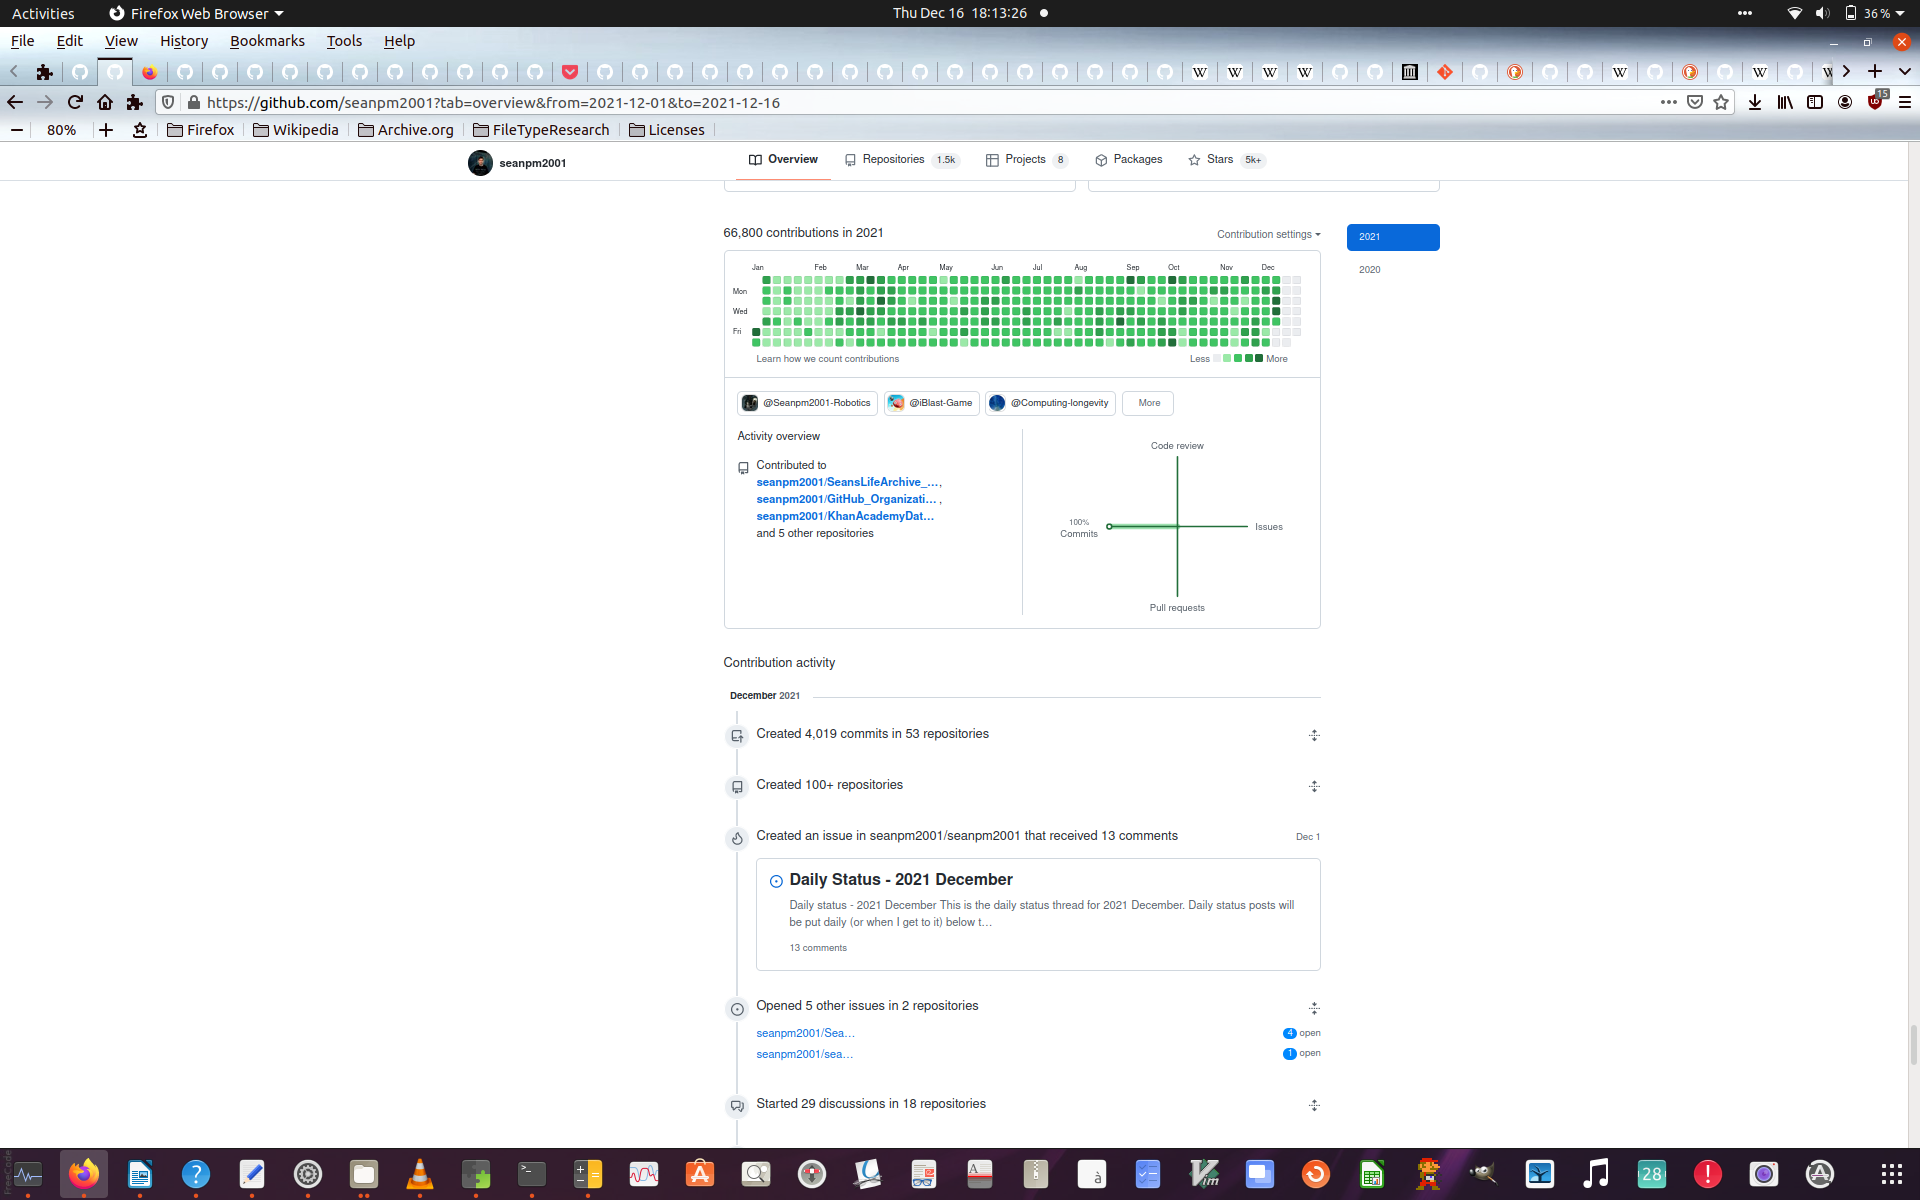 Activities
Firefox Web Browser
Thu Dec 16  18:13:26
36 %
File Edit View History Bookmarks Tools Help
https://github.com/seanpm2001?tab=overview&from=2021-12-01&to=2021-12-16
15
80%
Firefox
Wikipedia
Archive.org
FileTypeResearch
Licenses
seanpm2001
Overview
Repositories 1.5k
Projects 8
Packages
Stars 5k+
66,800 contributions in 2021
Contribution settings
2021
2020
Jan Feb Mar Apr May Jun Jul Aug Sep Oct Nov Dec
Mon
Wed
Fri
Learn how we count contributions
Less
More
@Seanpm2001-Robotics
@iBlast-Game
@Computing-longevity
More
Activity overview
Contributed to
seanpm2001/SeansLifeArchive_…,
seanpm2001/GitHub_Organizati… ,
seanpm2001/KhanAcademyDat…
and 5 other repositories
Code review
100%
Commits
Issues
Pull requests
Contribution activity
December 2021
Created 4,019 commits in 53 repositories
Created 100+ repositories
Created an issue in seanpm2001/seanpm2001 that received 13 comments
Dec 1
Daily Status - 2021 December
Daily status - 2021 December This is the daily status thread for 2021 December. Daily status posts will
be put daily (or when I get to it) below t…
13 comments
Opened 5 other issues in 2 repositories
seanpm2001/Sea…
4 open
seanpm2001/sea…
1 open
Started 29 discussions in 18 repositories
FreeCode
28